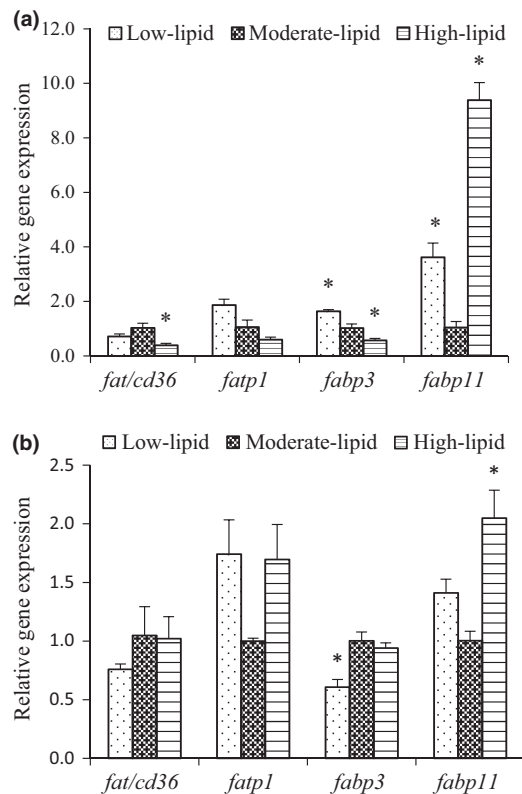 (a)
Low-lipid Moderate-lipid High-lipid
12.0
10.0
8.0
6.0
4.0
2.0
0.0
Relative gene expression
* * * * *
fat/cd36 fatp1 fabp3 fabp11
(b)
Low-lipid Moderate-lipid High-lipid
2.5
2.0
1.5
1.0
0.5
0.0
Relative gene expression
* *
fat/cd36 fatp1 fabp3 fabp11